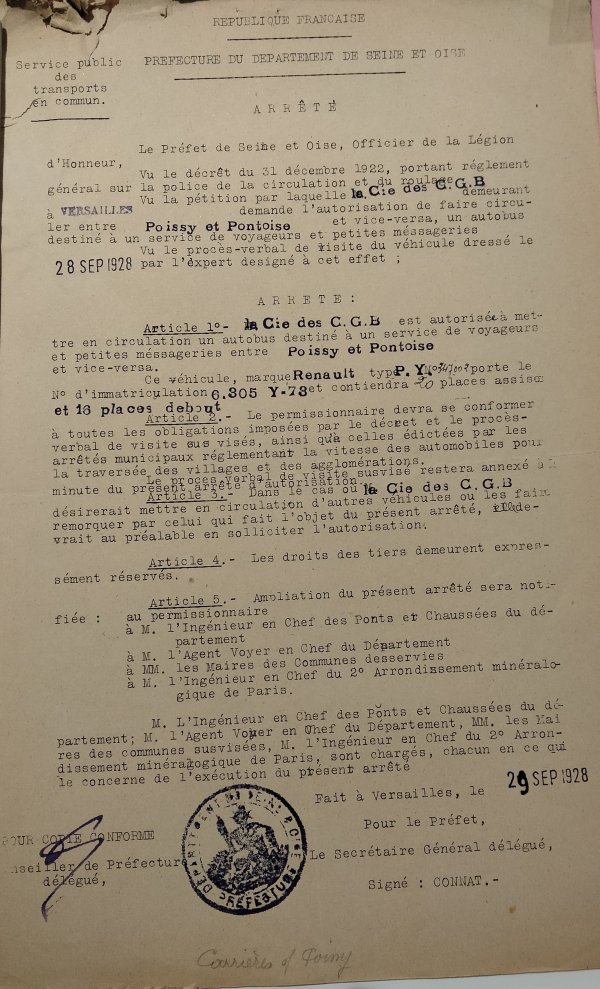 REPUBLIQUE FRANCAISE
Service public
des
transports
en commun.
PREFECTURE DU DEPARTEMENT DE SEINE ET OISE
ARRÊTÉ
Le Préfet de Seine et Oise, Officier de la Légion
d'Honneur,
Vu le décrêt du 31 décembre 1922, portant réglement
général sur la police de la circulation et du roulage
Vu la pétition par laquelle la Cie des C.G.B demeurant
à VERSAILLES demande l'autorisation de faire circu-
ler entre Poissy et Pontoise et vice-versa, un autobus
destiné à un service de voyageurs et petites méssageries
Vu le procès-verbal de visite du véhicule dressé le
28 SEP 1928 par l'expert designé à cet effet ;
ARRETE :
Article 1°- la Cie des C.G.B est autorisée à met-
tre en circulation un autobus destiné à un service de voyageurs
et petites méssageries entre Poissy et Pontoise
et vice-versa.
Ce véhicule, marque Renault type P.Y N° porte le
N° d'immatriculation 6.305 Y-73 et contiendra 20 places assises
et 16 places debout
Article 2.- Le permissionnaire devra se conformer
à toutes les obligations imposées par le décret et le procès-
verbal de visite sus visés, ainsi qu'à celles édictées par les
arrêtés municipaux réglementant la vitesse des automobiles pour
la traversée des villages et des agglomérations.
Le procès-verbal de visite susvisé restera annexé à
minute du présent arrêté d'autorisation.
Article 3.- Dans le cas où la Cie des C.G.B
désirerait mettre en circulation d'autres véhicules ou les faire
remorquer par celui qui fait l'objet du présent arrêté, elle de-
vrait au préalable en solliciter l'autorisation.
Article 4.- Les droits des tiers demeurent expres-
sément réservés.
Article 5.- Ampliation du présent arrêté sera noti-
fiée : au permissionnaire
à M. l'Ingénieur en Chef des Ponts et Chaussées du dé-
partement
à M. l'Agent Voyer en Chef du Département
à MM. les Maires des Communes desservies
à M. l'Ingénieur en Chef du 2° Arrondissement minéralo-
gique de Paris.
M. L'Ingénieur en Chef des Ponts et Chaussées du dé-
partement; M. l'Agent Voyer en Chef du Département, MM. les Mai
res des communes susvisées, M. l'Ingénieur en Chef du 2° Arron-
dissement minéralogique de Paris, sont chargés, chacun en ce qui
le concerne de l'exécution du présent arrêté
Fait à Versailles, le 29 SEP 1928
POUR COPIE CONFORME
Pour le Préfet,
nseiller de Préfecture
délégué,
Le Secrétaire Général délégué,
Signé : CONNAT.-
DEPARTEMENT DE SNE & OISE
PRÉFECTURE
Carrières s/ Poissy